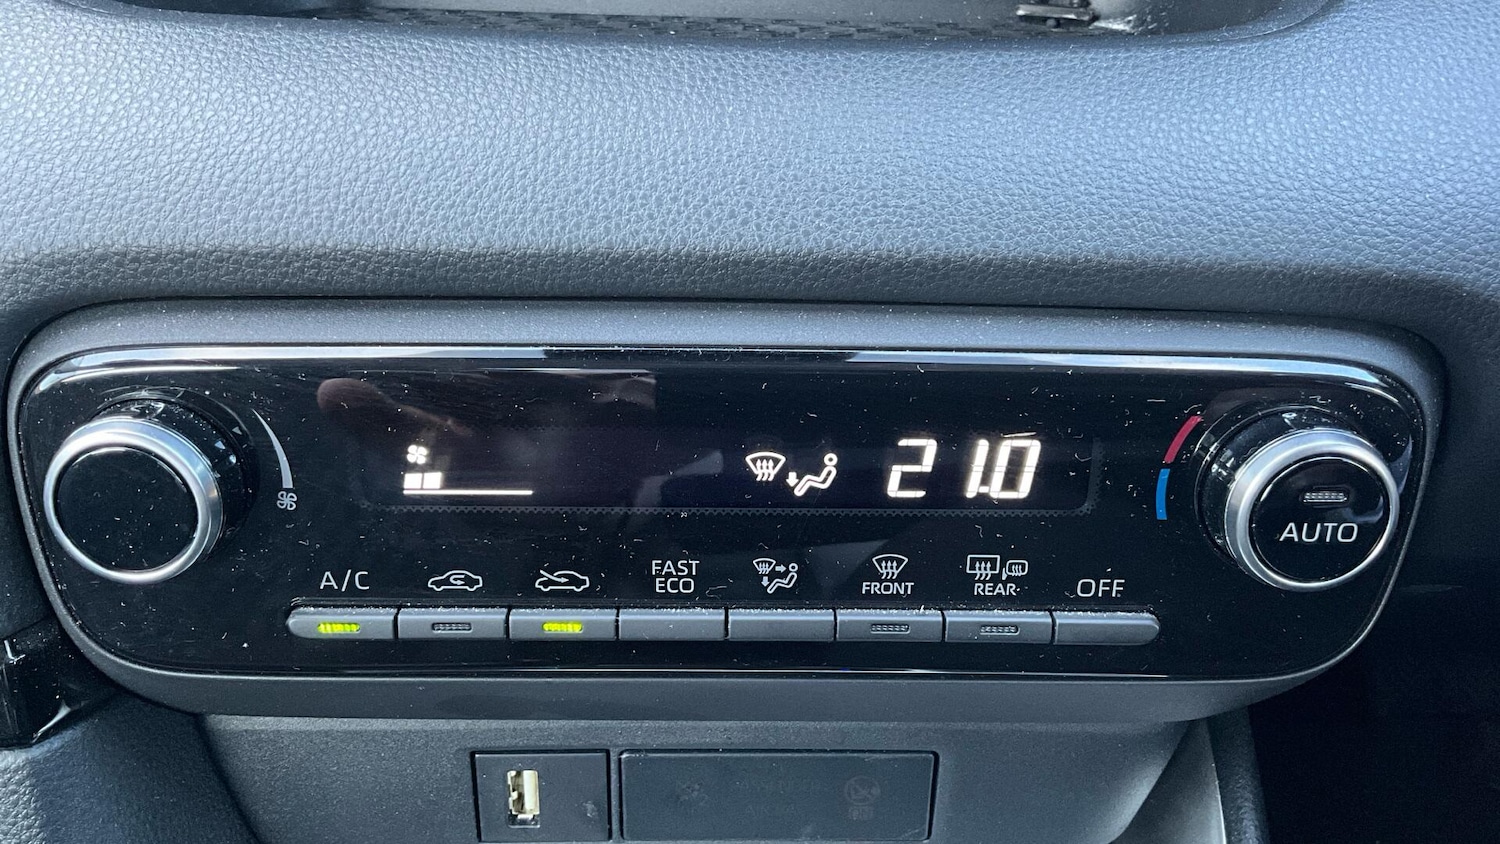 21.0
AUTO
A/C
FAST
ECO
FRONT
REAR
OFF